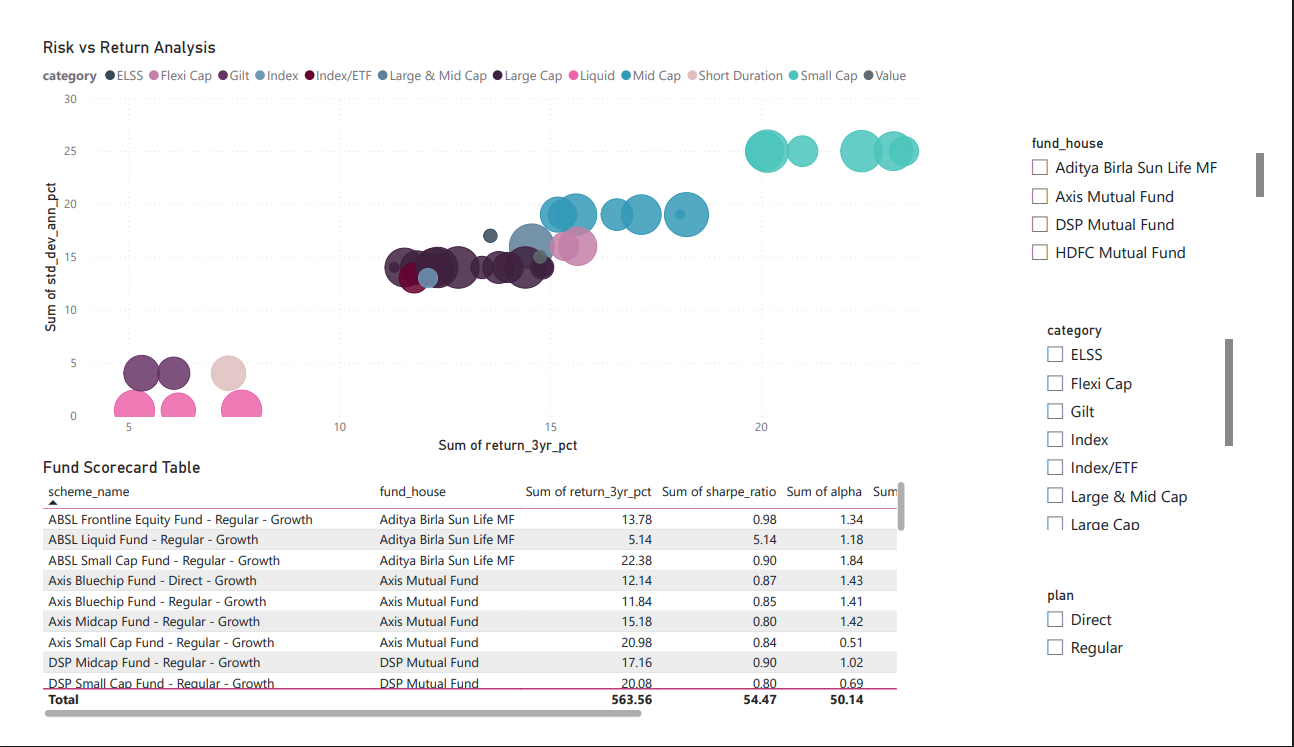 Risk vs Return Analysis
category ELSS Flexi Cap Gilt Index Index/ETF Large & Mid Cap Large Cap Liquid Mid Cap Short Duration Small Cap Value
30
25
20
15
10
5
0
Sum of std_dev_ann_pct
5 10 15 20
Sum of return_3yr_pct
Fund Scorecard Table
scheme_name fund_house Sum of return_3yr_pct Sum of sharpe_ratio Sum of alpha Sum
ABSL Frontline Equity Fund - Regular - Growth Aditya Birla Sun Life MF 13.78 0.98 1.34
ABSL Liquid Fund - Regular - Growth Aditya Birla Sun Life MF 5.14 5.14 1.18
ABSL Small Cap Fund - Regular - Growth Aditya Birla Sun Life MF 22.38 0.90 1.84
Axis Bluechip Fund - Direct - Growth Axis Mutual Fund 12.14 0.87 1.43
Axis Bluechip Fund - Regular - Growth Axis Mutual Fund 11.84 0.85 1.41
Axis Midcap Fund - Regular - Growth Axis Mutual Fund 15.18 0.80 1.42
Axis Small Cap Fund - Regular - Growth Axis Mutual Fund 20.98 0.84 0.51
DSP Midcap Fund - Regular - Growth DSP Mutual Fund 17.16 0.90 1.02
DSP Small Cap Fund - Regular - Growth DSP Mutual Fund 20.08 0.80 0.69
Total 563.56 54.47 50.14
fund_house
Aditya Birla Sun Life MF
Axis Mutual Fund
DSP Mutual Fund
HDFC Mutual Fund
category
ELSS
Flexi Cap
Gilt
Index
Index/ETF
Large & Mid Cap
Large Cap
plan
Direct
Regular